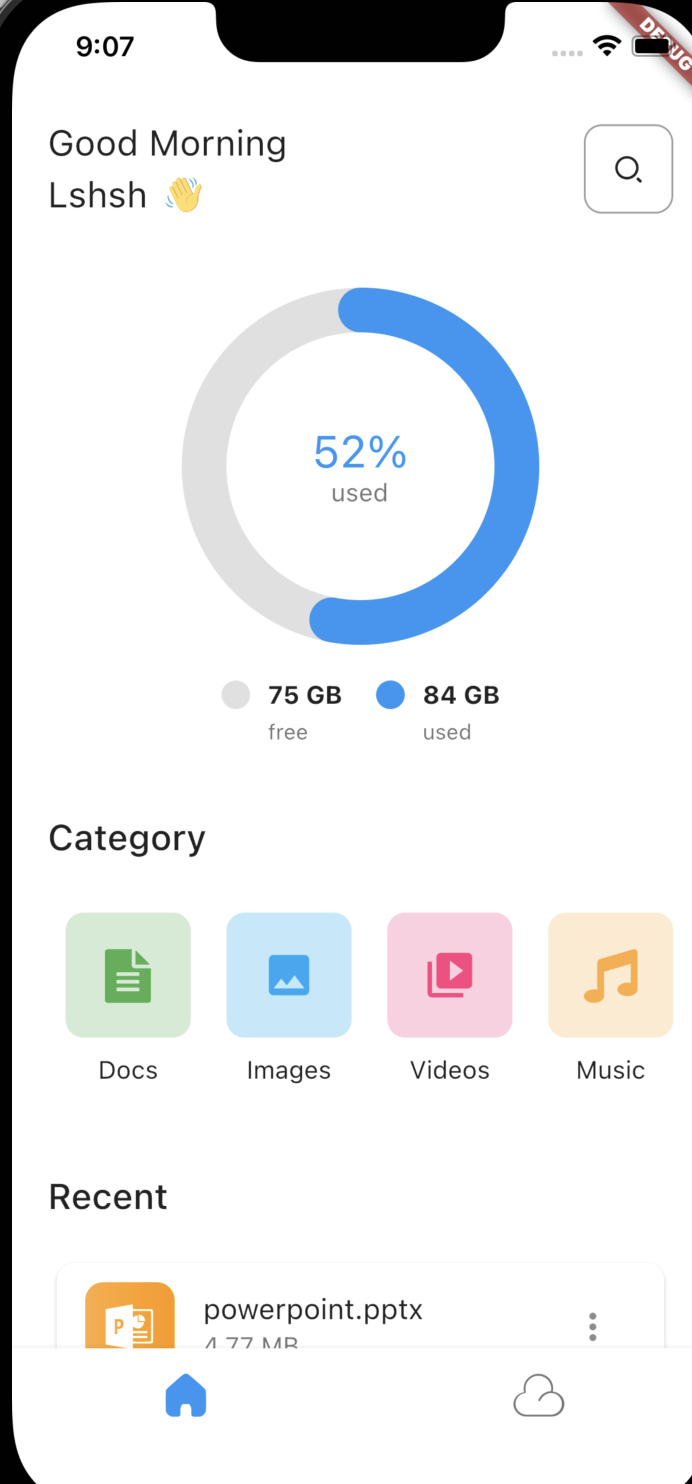 9:07
DEBUG
Good Morning
Lshsh 👋
52%
used
75 GB
84 GB
free
used
Category
Docs
Images
Videos
Music
Recent
powerpoint.pptx
4.77 MB
P